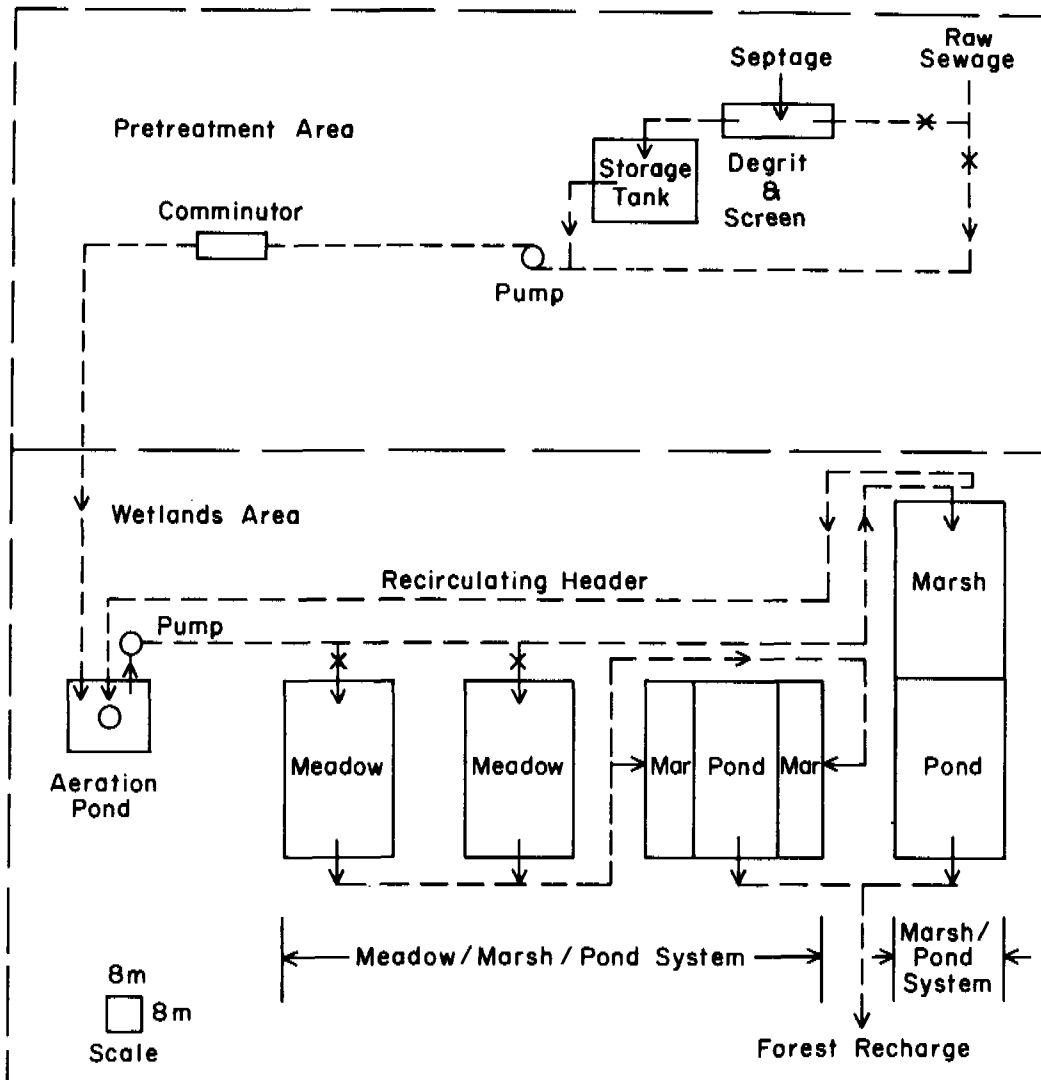 Raw
Sewage
Septage
Pretreatment Area
Storage
Tank
Degrit
&
Screen
Comminutor
Pump
Wetlands Area
Recirculating Header
Marsh
Pump
Meadow
Meadow
Mar
Pond
Mar
Pond
Aeration
Pond
Meadow/Marsh/Pond System
Marsh/
Pond
System
8m
8m
Scale
Forest Recharge